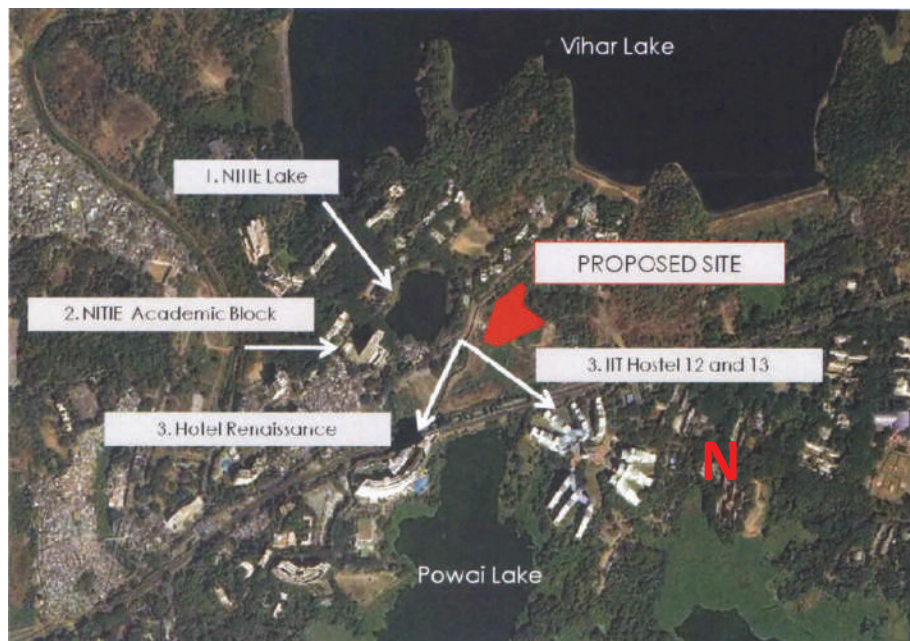 Vihar Lake
1. NITIE Lake
PROPOSED SITE
2. NITIE Academic Block
3. IIT Hostel 12 and 13
3. Hotel Renaissance
N
Powai Lake